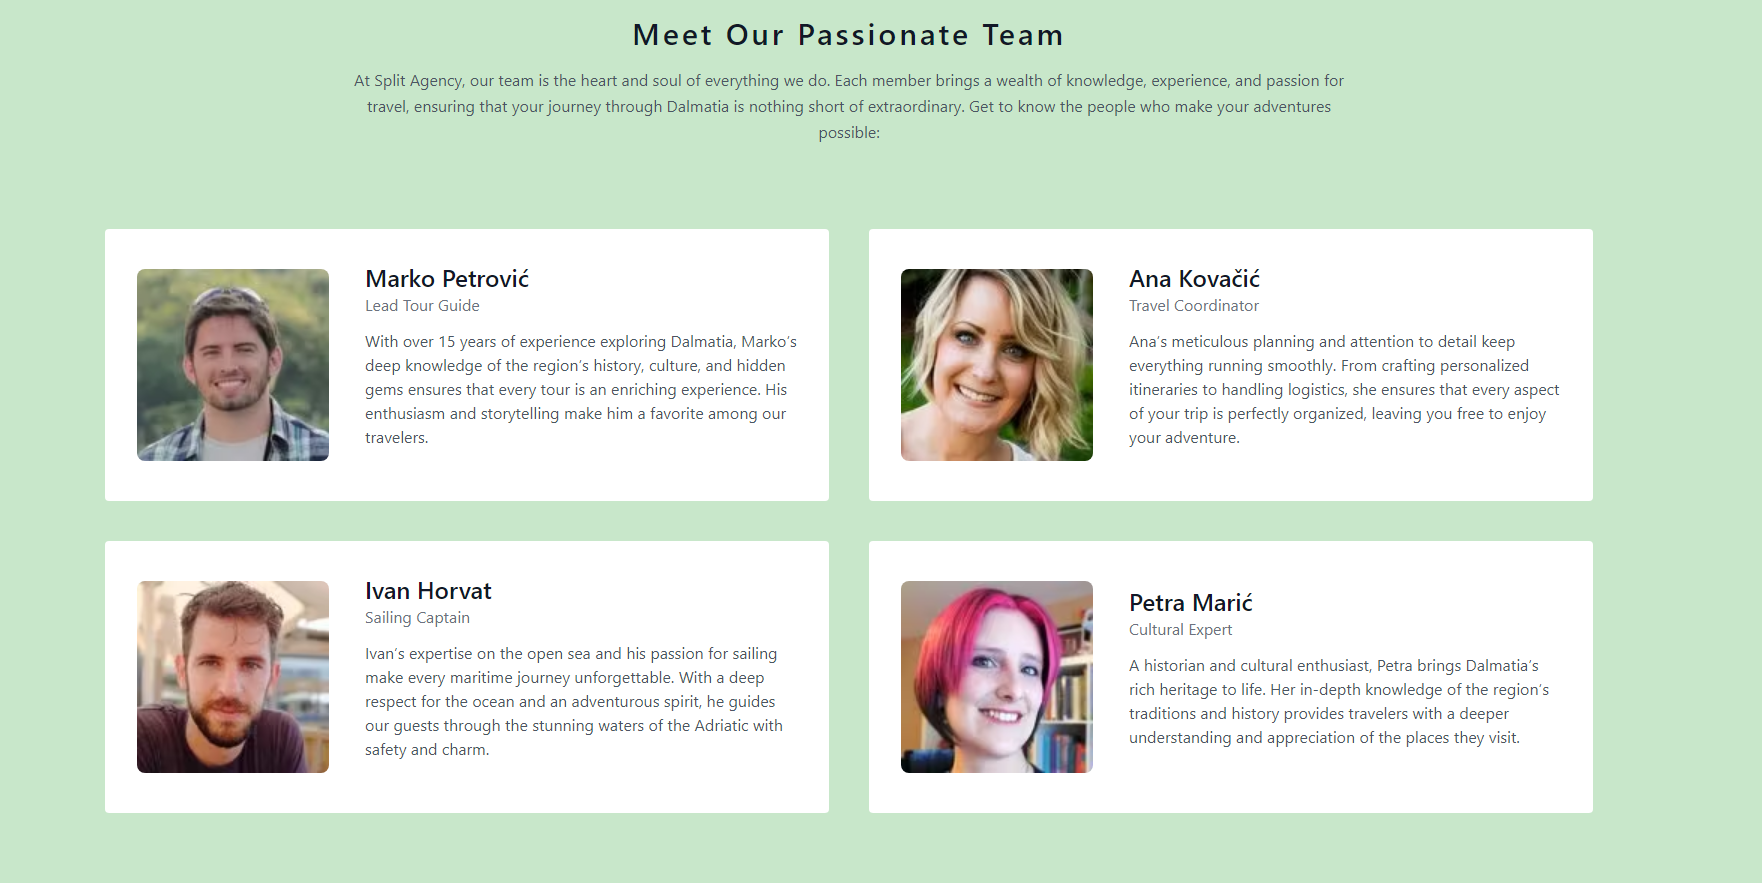 Meet Our Passionate Team
At Split Agency, our team is the heart and soul of everything we do. Each member brings a wealth of knowledge, experience, and passion for
travel, ensuring that your journey through Dalmatia is nothing short of extraordinary. Get to know the people who make your adventures
possible:
Marko Petrović
Lead Tour Guide
With over 15 years of experience exploring Dalmatia, Marko's
deep knowledge of the region's history, culture, and hidden
gems ensures that every tour is an enriching experience. His
enthusiasm and storytelling make him a favorite among our
travelers.
Ana Kovačić
Travel Coordinator
Ana's meticulous planning and attention to detail keep
everything running smoothly. From crafting personalized
itineraries to handling logistics, she ensures that every aspect
of your trip is perfectly organized, leaving you free to enjoy
your adventure.
Ivan Horvat
Sailing Captain
Ivan's expertise on the open sea and his passion for sailing
make every maritime journey unforgettable. With a deep
respect for the ocean and an adventurous spirit, he guides
our guests through the stunning waters of the Adriatic with
safety and charm.
Petra Marić
Cultural Expert
A historian and cultural enthusiast, Petra brings Dalmatia's
rich heritage to life. Her in-depth knowledge of the region's
traditions and history provides travelers with a deeper
understanding and appreciation of the places they visit.